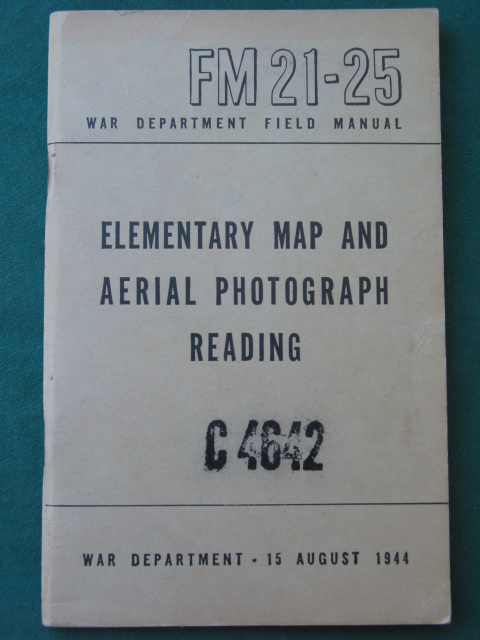 FM 21-25
WAR DEPARTMENT FIELD MANUAL
ELEMENTARY MAP AND
AERIAL PHOTOGRAPH
READING
C 4642
WAR DEPARTMENT - 15 AUGUST 1944